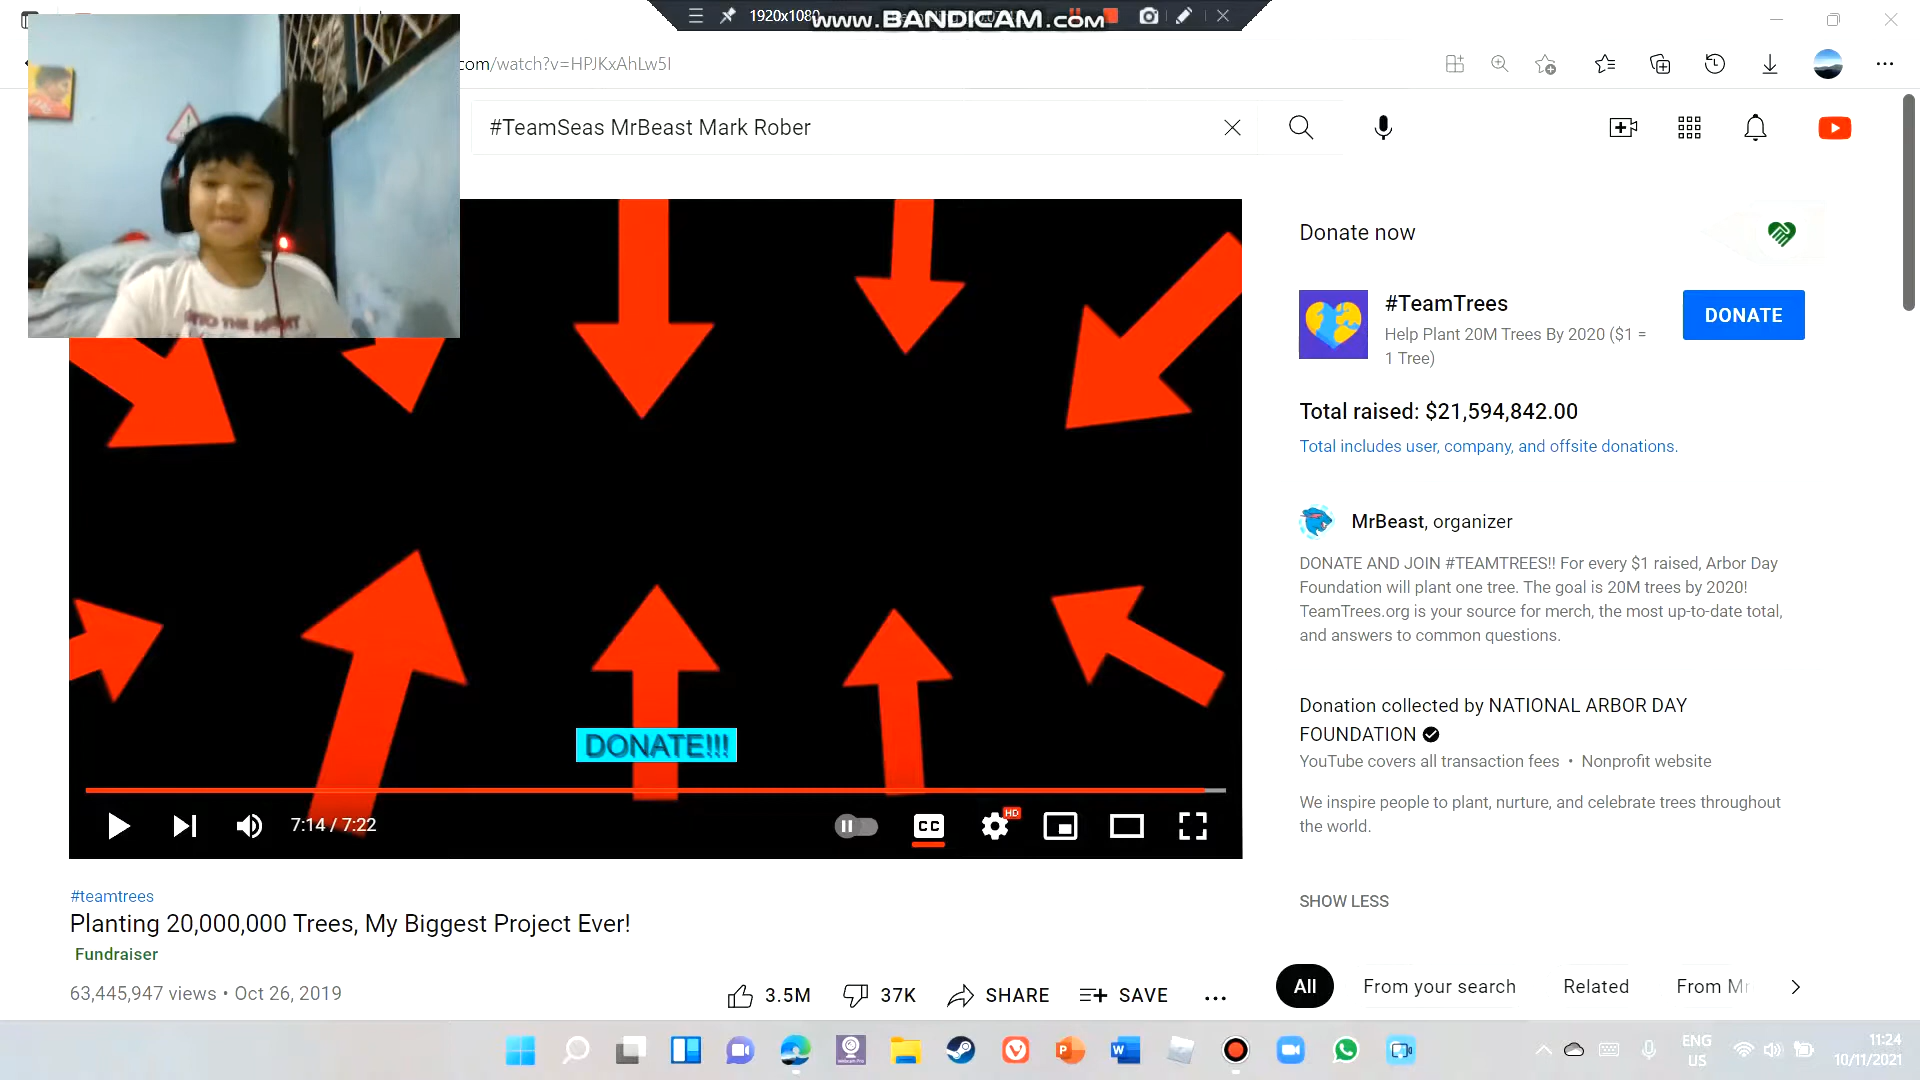 1920x1080
www.BANDICAM.com
com/watch?v=HPJKxAhLw5I
#TeamSeas MrBeast Mark Rober
Donate now
#TeamTrees
Help Plant 20M Trees By 2020 ($1 =
1 Tree)
DONATE
Total raised: $21,594,842.00
Total includes user, company, and offsite donations.
MrBeast, organizer
DONATE AND JOIN #TEAMTREES!! For every $1 raised, Arbor Day
Foundation will plant one tree. The goal is 20M trees by 2020!
TeamTrees.org is your source for merch, the most up-to-date total,
and answers to common questions.
Donation collected by NATIONAL ARBOR DAY
FOUNDATION
YouTube covers all transaction fees • Nonprofit website
We inspire people to plant, nurture, and celebrate trees throughout
the world.
SHOW LESS
DONATE!!!
7:14 / 7:22
CC
HD
#teamtrees
Planting 20,000,000 Trees, My Biggest Project Ever!
Fundraiser
63,445,947 views • Oct 26, 2019
3.5M
37K
SHARE
SAVE
All
From your search
Related
From Mr
ENG
US
11:24
10/11/2021